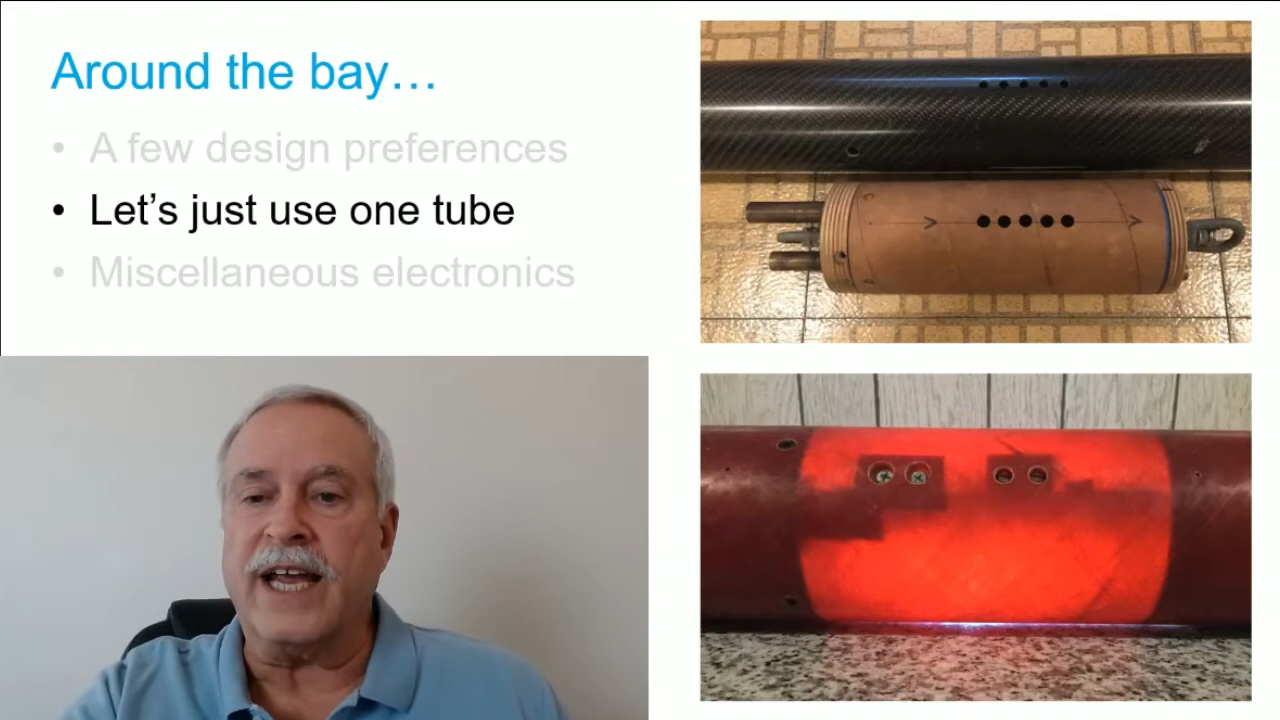 Around the bay…
• A few design preferences
• Let’s just use one tube
• Miscellaneous electronics